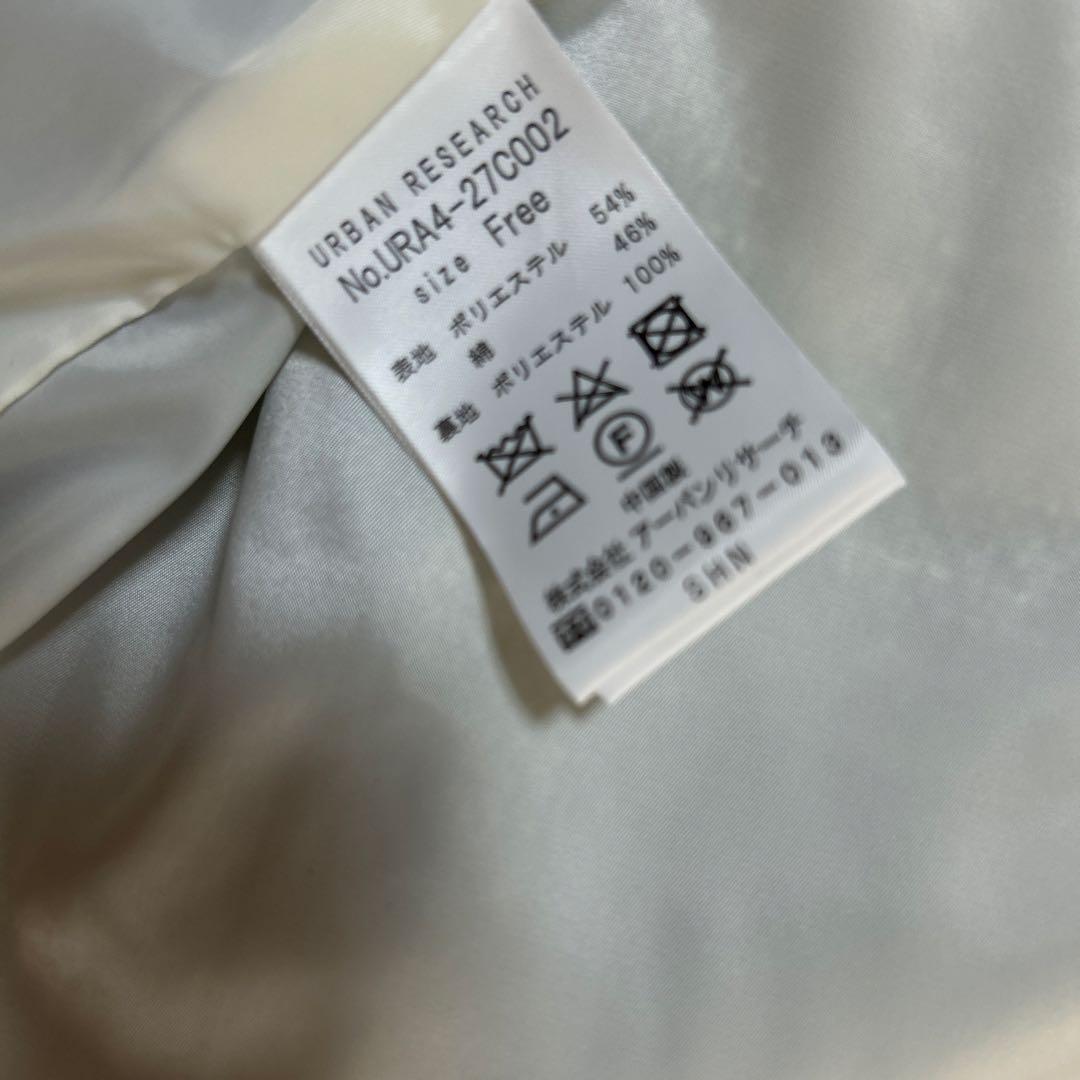 URBAN RESEARCH
No.URA4-27C002
size Free
表地 ポリエステル 54%
綿 46%
裏地 ポリエステル 100%
F
W
中国製
株式会社 アーバンリサーチ
0120-967-013
SHN